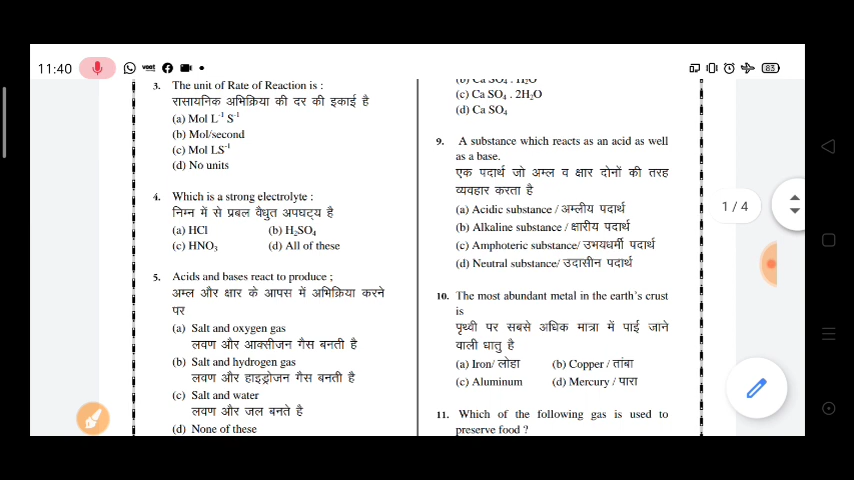 11:40
83
3. The unit of Rate of Reaction is :
रासायनिक अभिक्रिया की दर की इकाई है
(a) Mol L⁻¹ S⁻¹
(b) Mol/second
(c) Mol LS⁻¹
(d) No units
4. Which is a strong electrolyte :
निम्न में से प्रबल वैधुत अपघट्य है
(a) HCl (b) H₂SO₄
(c) HNO₃ (d) All of these
5. Acids and bases react to produce ;
अम्ल और क्षार के आपस में अभिक्रिया करने
पर
(a) Salt and oxygen gas
लवण और आक्सीजन गैस बनती है
(b) Salt and hydrogen gas
लवण और हाइड्रोजन गैस बनती है
(c) Salt and water
लवण और जल बनते है
(d) None of these
(b) Ca SO₄ . H₂O
(c) Ca SO₄ . 2H₂O
(d) Ca SO₄
9. A substance which reacts as an acid as well
as a base.
एक पदार्थ जो अम्ल व क्षार दोनों की तरह
व्यवहार करता है
(a) Acidic substance / अम्लीय पदार्थ
(b) Alkaline substance / क्षारीय पदार्थ
(c) Amphoteric substance/ उभयधर्मी पदार्थ
(d) Neutral substance/ उदासीन पदार्थ
10. The most abundant metal in the earth's crust
is
पृथ्वी पर सबसे अधिक मात्रा में पाई जाने
वाली धातु है
(a) Iron/ लोहा (b) Copper / तांबा
(c) Aluminum (d) Mercury / पारा
11. Which of the following gas is used to
preserve food ?
1 / 4